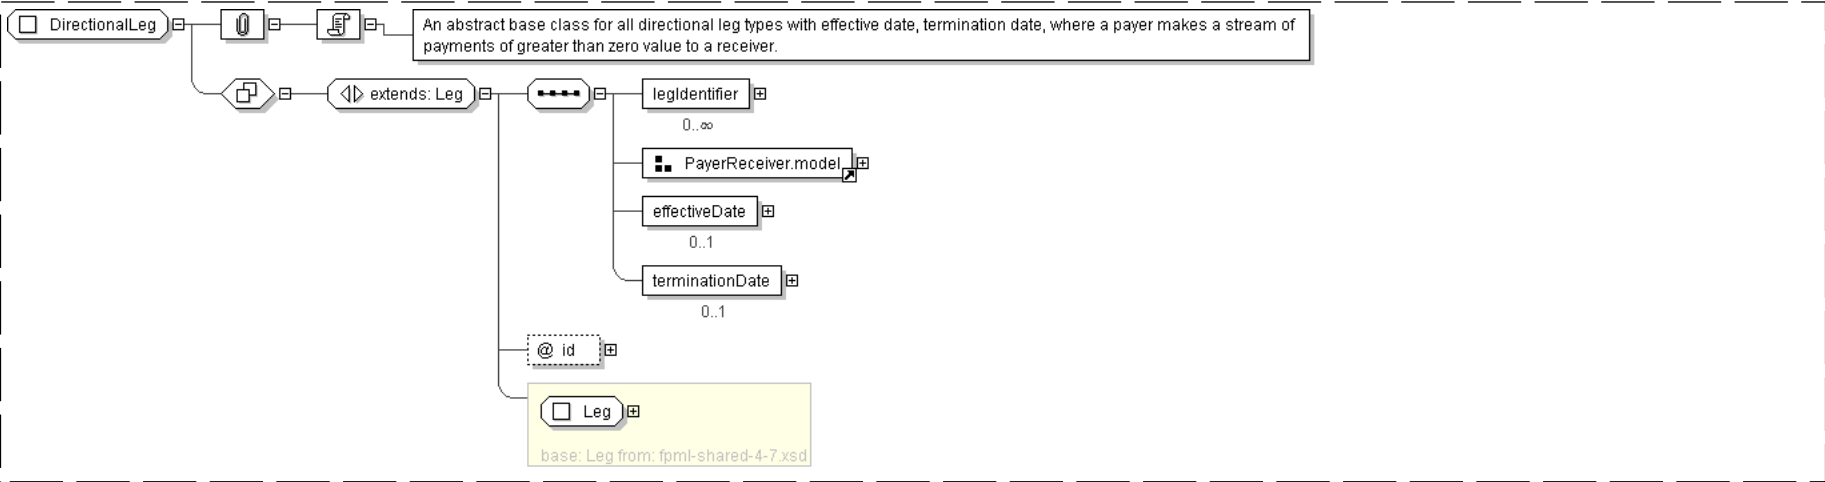 DirectionalLeg
An abstract base class for all directional leg types with effective date, termination date, where a payer makes a stream of
payments of greater than zero value to a receiver.
extends: Leg
legIdentifier
0..∞
PayerReceiver.model
effectiveDate
0..1
terminationDate
0..1
@ id
Leg
base: Leg from: fpml-shared-4-7.xsd